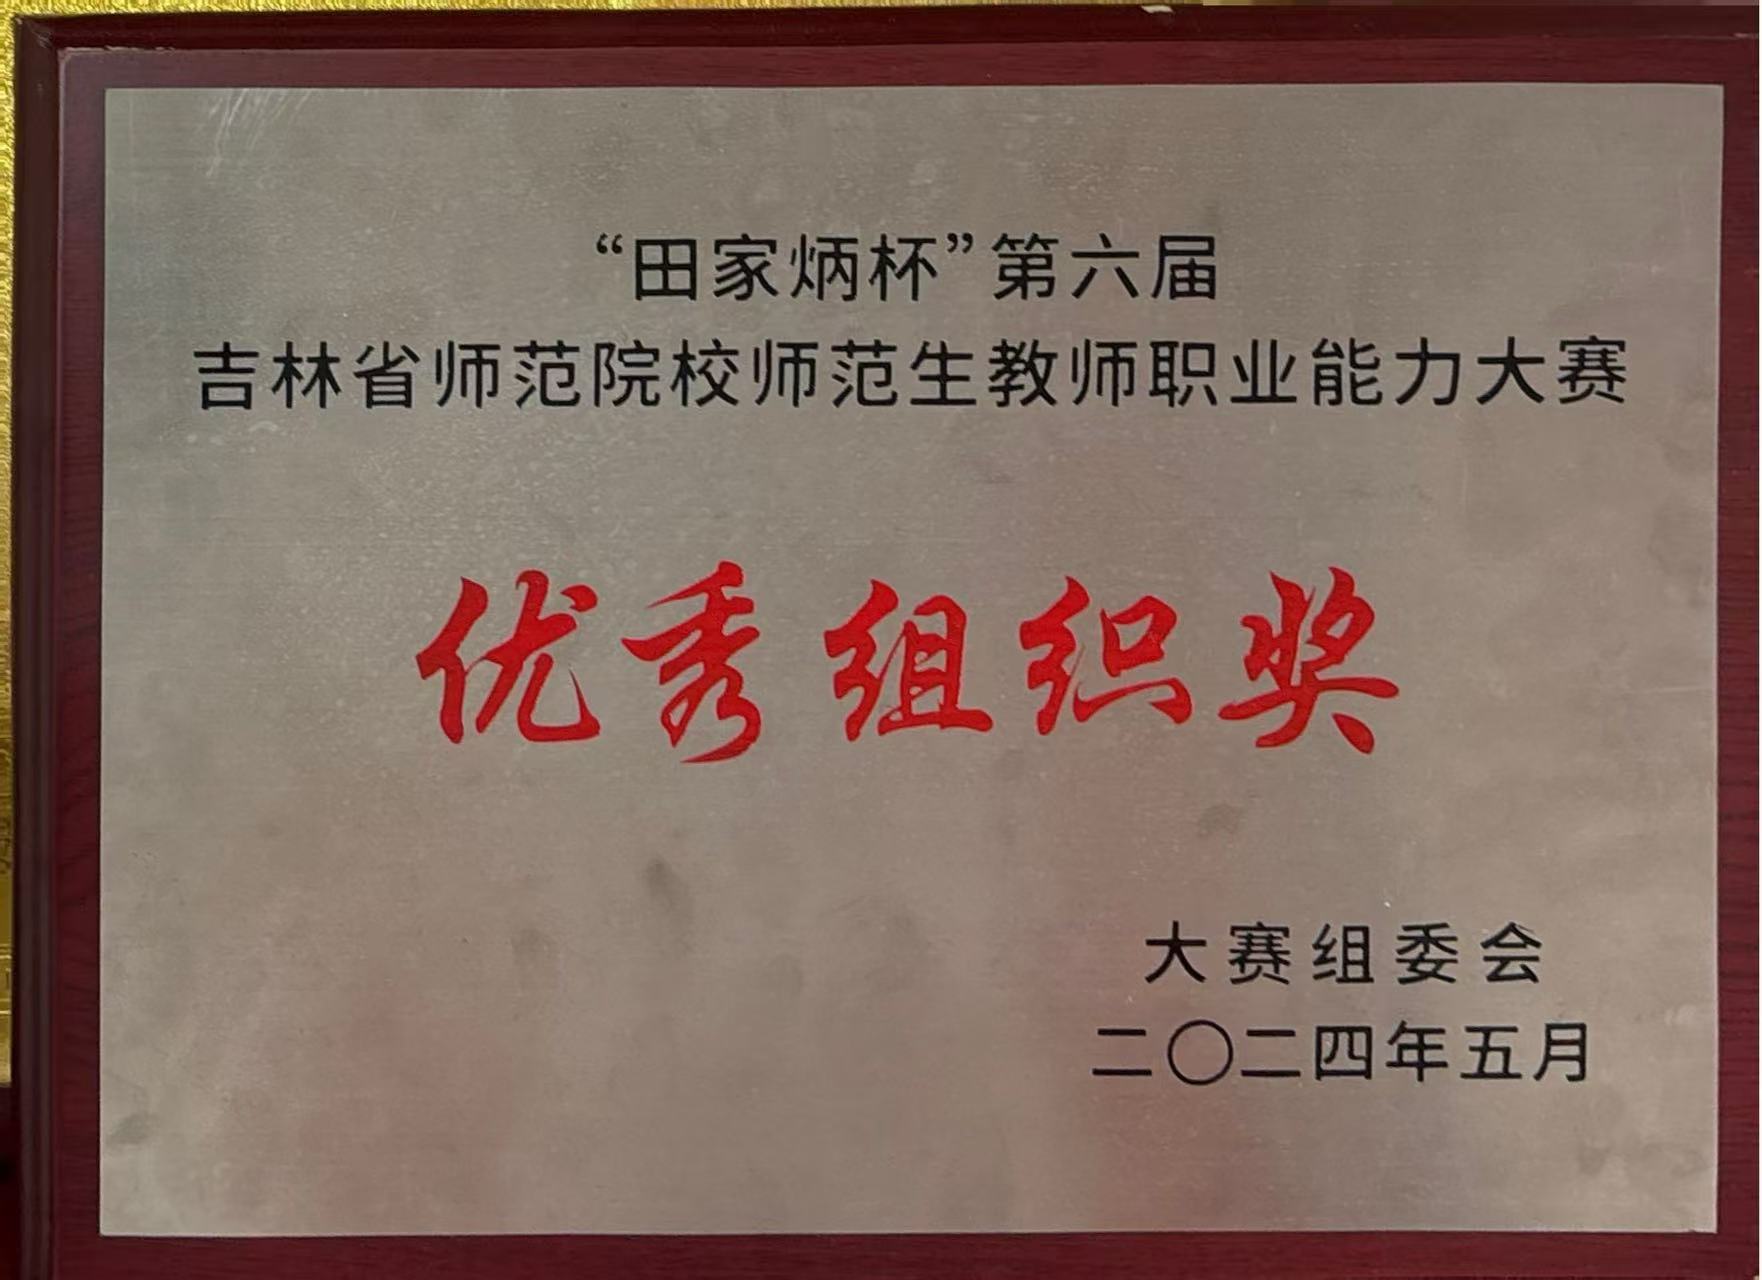 “田家炳杯”第六届
吉林省师范院校师范生教师职业能力大赛
优秀组织奖
大赛组委会
二〇二四年五月